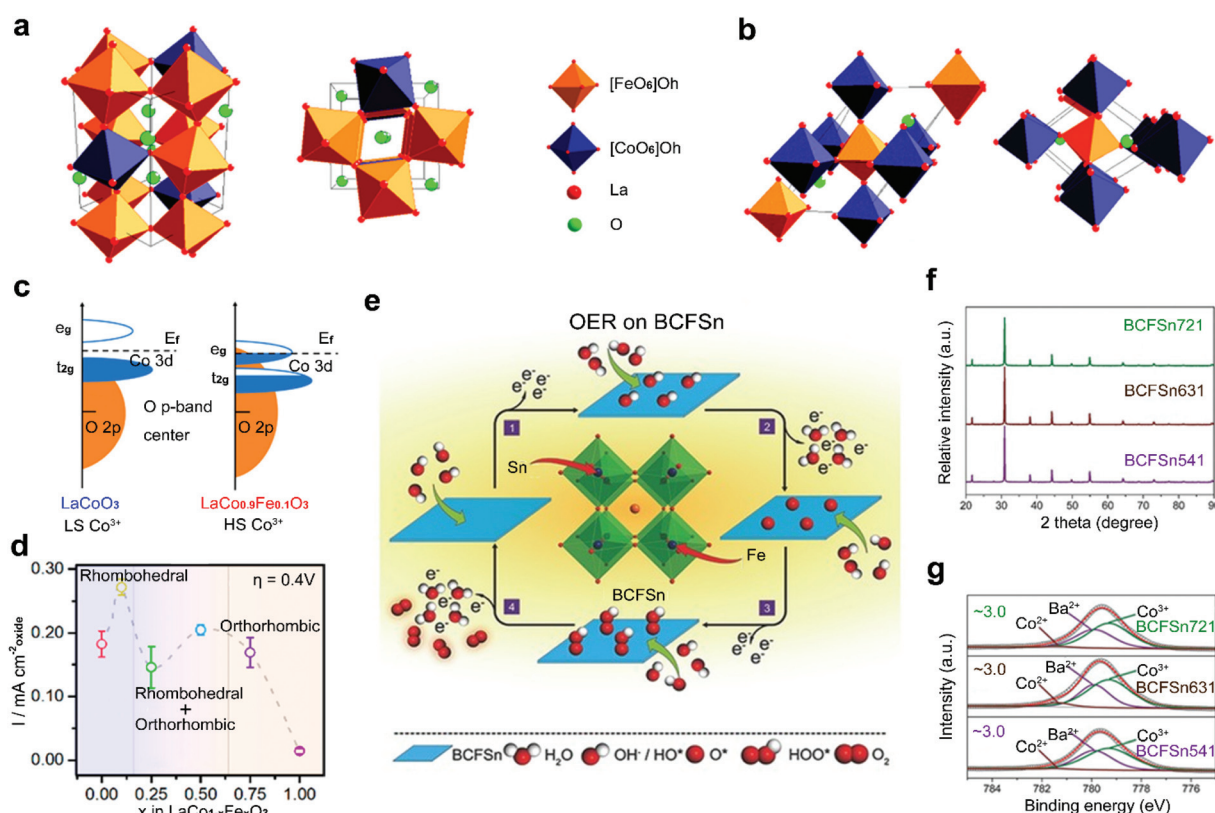 a
[FeO₆]Oh
[CoO₆]Oh
La
O
b
c
eg
Ef
Co 3d
t2g
O 2p
O p-band
center
LaCoO₃
LS Co³⁺
eg
Ef
Co 3d
t2g
O 2p
LaCo0.9Fe0.1O₃
HS Co³⁺
d
I / mA cm⁻²oxide
0.30
0.20
0.10
0.00
Rhombohedral
η = 0.4V
Orthorhombic
Rhombohedral
+
Orthorhombic
0.00 0.25 0.50 0.75 1.00
x in LaCo1-xFexO3
e
OER on BCFSn
e⁻ e⁻ e⁻ e⁻
1
2
e⁻ e⁻ e⁻ e⁻
Sn
Fe
BCFSn
e⁻ e⁻ e⁻ e⁻
4
3
e⁻ e⁻ e⁻ e⁻
BCFSn H₂O OH⁻ / HO* O* HOO* O₂
f
Relative intensity (a.u.)
BCFSn721
BCFSn631
BCFSn541
20 30 40 50 60 70 80 90
2 theta (degree)
g
Intensity (a.u.)
~3.0 Co²⁺ Ba²⁺ Co³⁺
BCFSn721
~3.0 Co²⁺ Ba²⁺ Co³⁺
BCFSn631
~3.0 Co²⁺ Ba²⁺ Co³⁺
BCFSn541
784 780 778 776
Binding energy (eV)